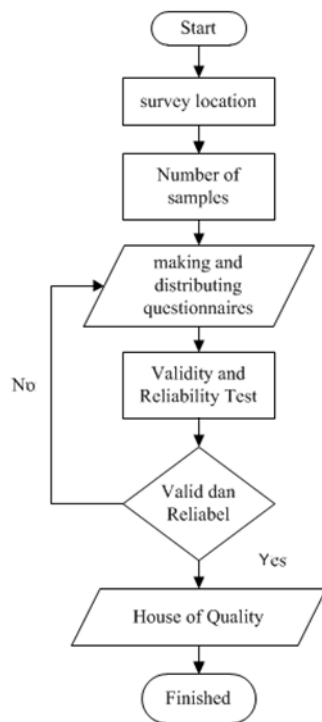 Start
survey location
Number of
samples
making and
distributing
questionnaires
Validity and
Reliability Test
No
Valid dan
Reliabel
Yes
House of Quality
Finished